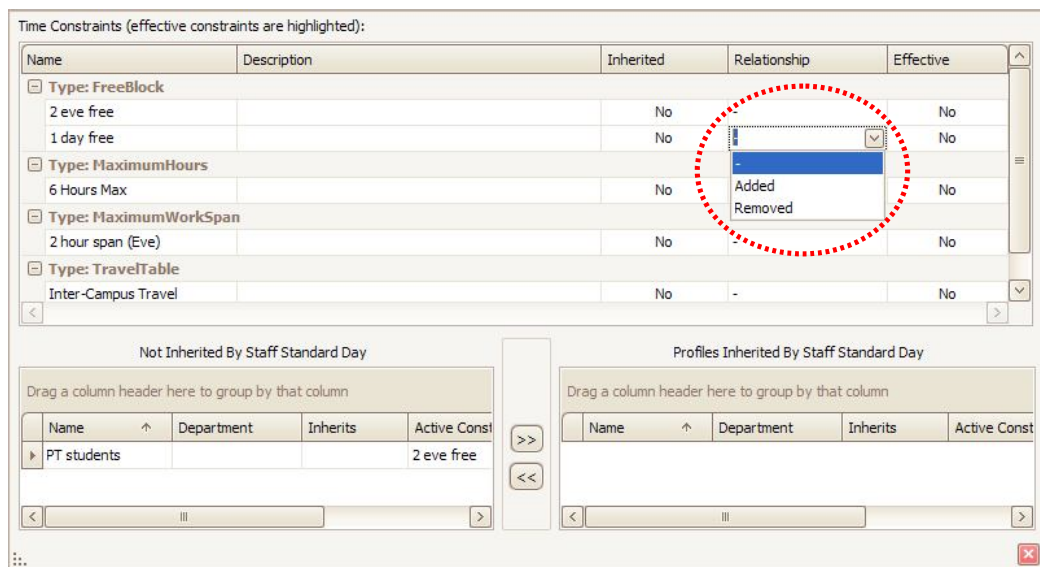 Time Constraints (effective constraints are highlighted):
Name Description Inherited Relationship Effective
Type: FreeBlock
2 eve free No - No
1 day free No - No
-
Type: MaximumHours
Added
6 Hours Max No No
Removed
Type: MaximumWorkSpan
2 hour span (Eve) No - No
Type: TravelTable
Inter-Campus Travel No - No
Not Inherited By Staff Standard Day
Drag a column header here to group by that column
Name Department Inherits Active Const
PT students 2 eve free
>>
<<
Profiles Inherited By Staff Standard Day
Drag a column header here to group by that column
Name Department Inherits Active Const